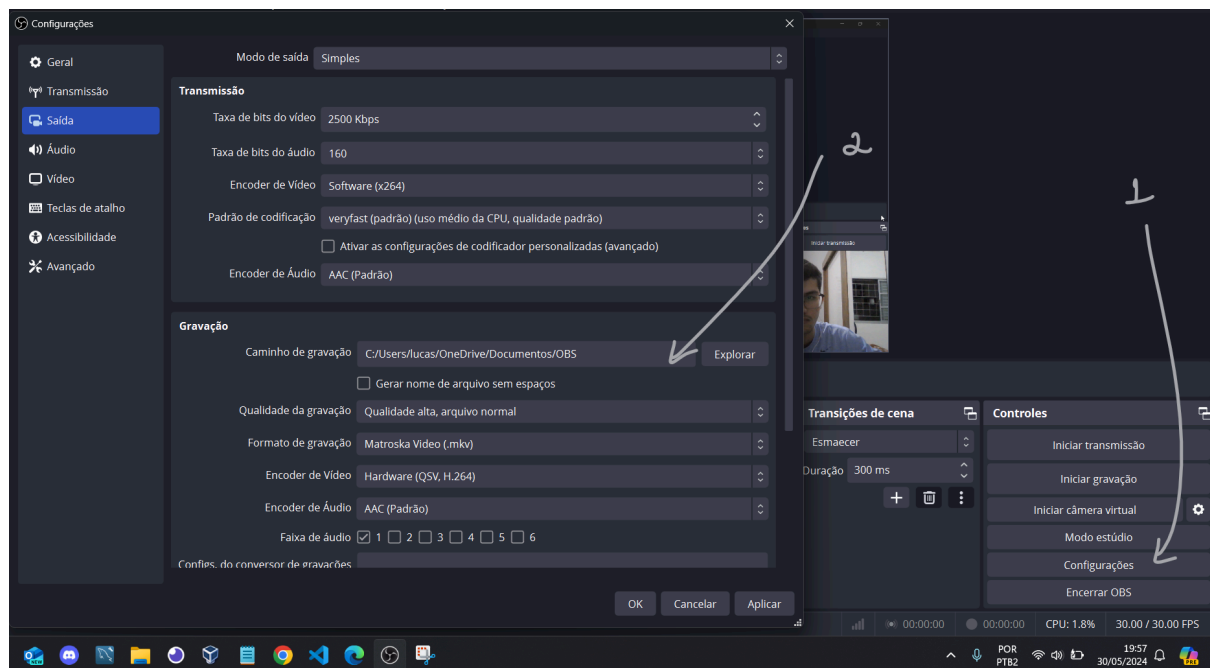 Configurações
Geral
Transmissão
Saída
Áudio
Vídeo
Teclas de atalho
Acessibilidade
Avançado
Modo de saída Simples
Transmissão
Taxa de bits do vídeo 2500 Kbps
Taxa de bits do áudio 160
Encoder de Vídeo Software (x264)
Padrão de codificação veryfast (padrão) (uso médio da CPU, qualidade padrão)
Ativar as configurações de codificador personalizadas (avançado)
Encoder de Áudio AAC (Padrão)
Gravação
Caminho de gravação C:/Users/lucas/OneDrive/Documentos/OBS Explorar
Gerar nome de arquivo sem espaços
Qualidade da gravação Qualidade alta, arquivo normal
Formato de gravação Matroska Video (.mkv)
Encoder de Vídeo Hardware (QSV, H.264)
Encoder de Áudio AAC (Padrão)
Faixa de áudio 1 2 3 4 5 6
Configs. do conversor de gravações
OK Cancelar Aplicar
2
1
Iniciar transmissão
Transições de cena
Esmaecer
Duração 300 ms
Controles
Iniciar transmissão
Iniciar gravação
Iniciar câmera virtual
Modo estúdio
Configurações
Encerrar OBS
00:00:00 00:00:00 CPU: 1.8% 30.00 / 30.00 FPS
NEW
POR
PTB2
19:57
30/05/2024
PRE